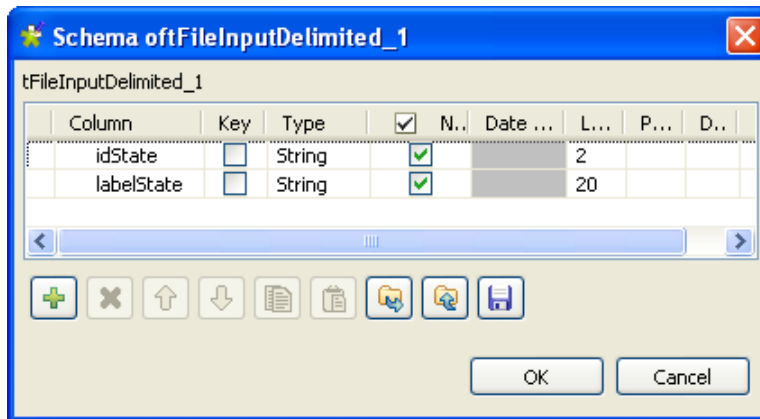 Schema oftFileInputDelimited_1
tFileInputDelimited_1
Column Key Type N.. Date ... L... P... D..
idState String 2
labelState String 20
OK Cancel